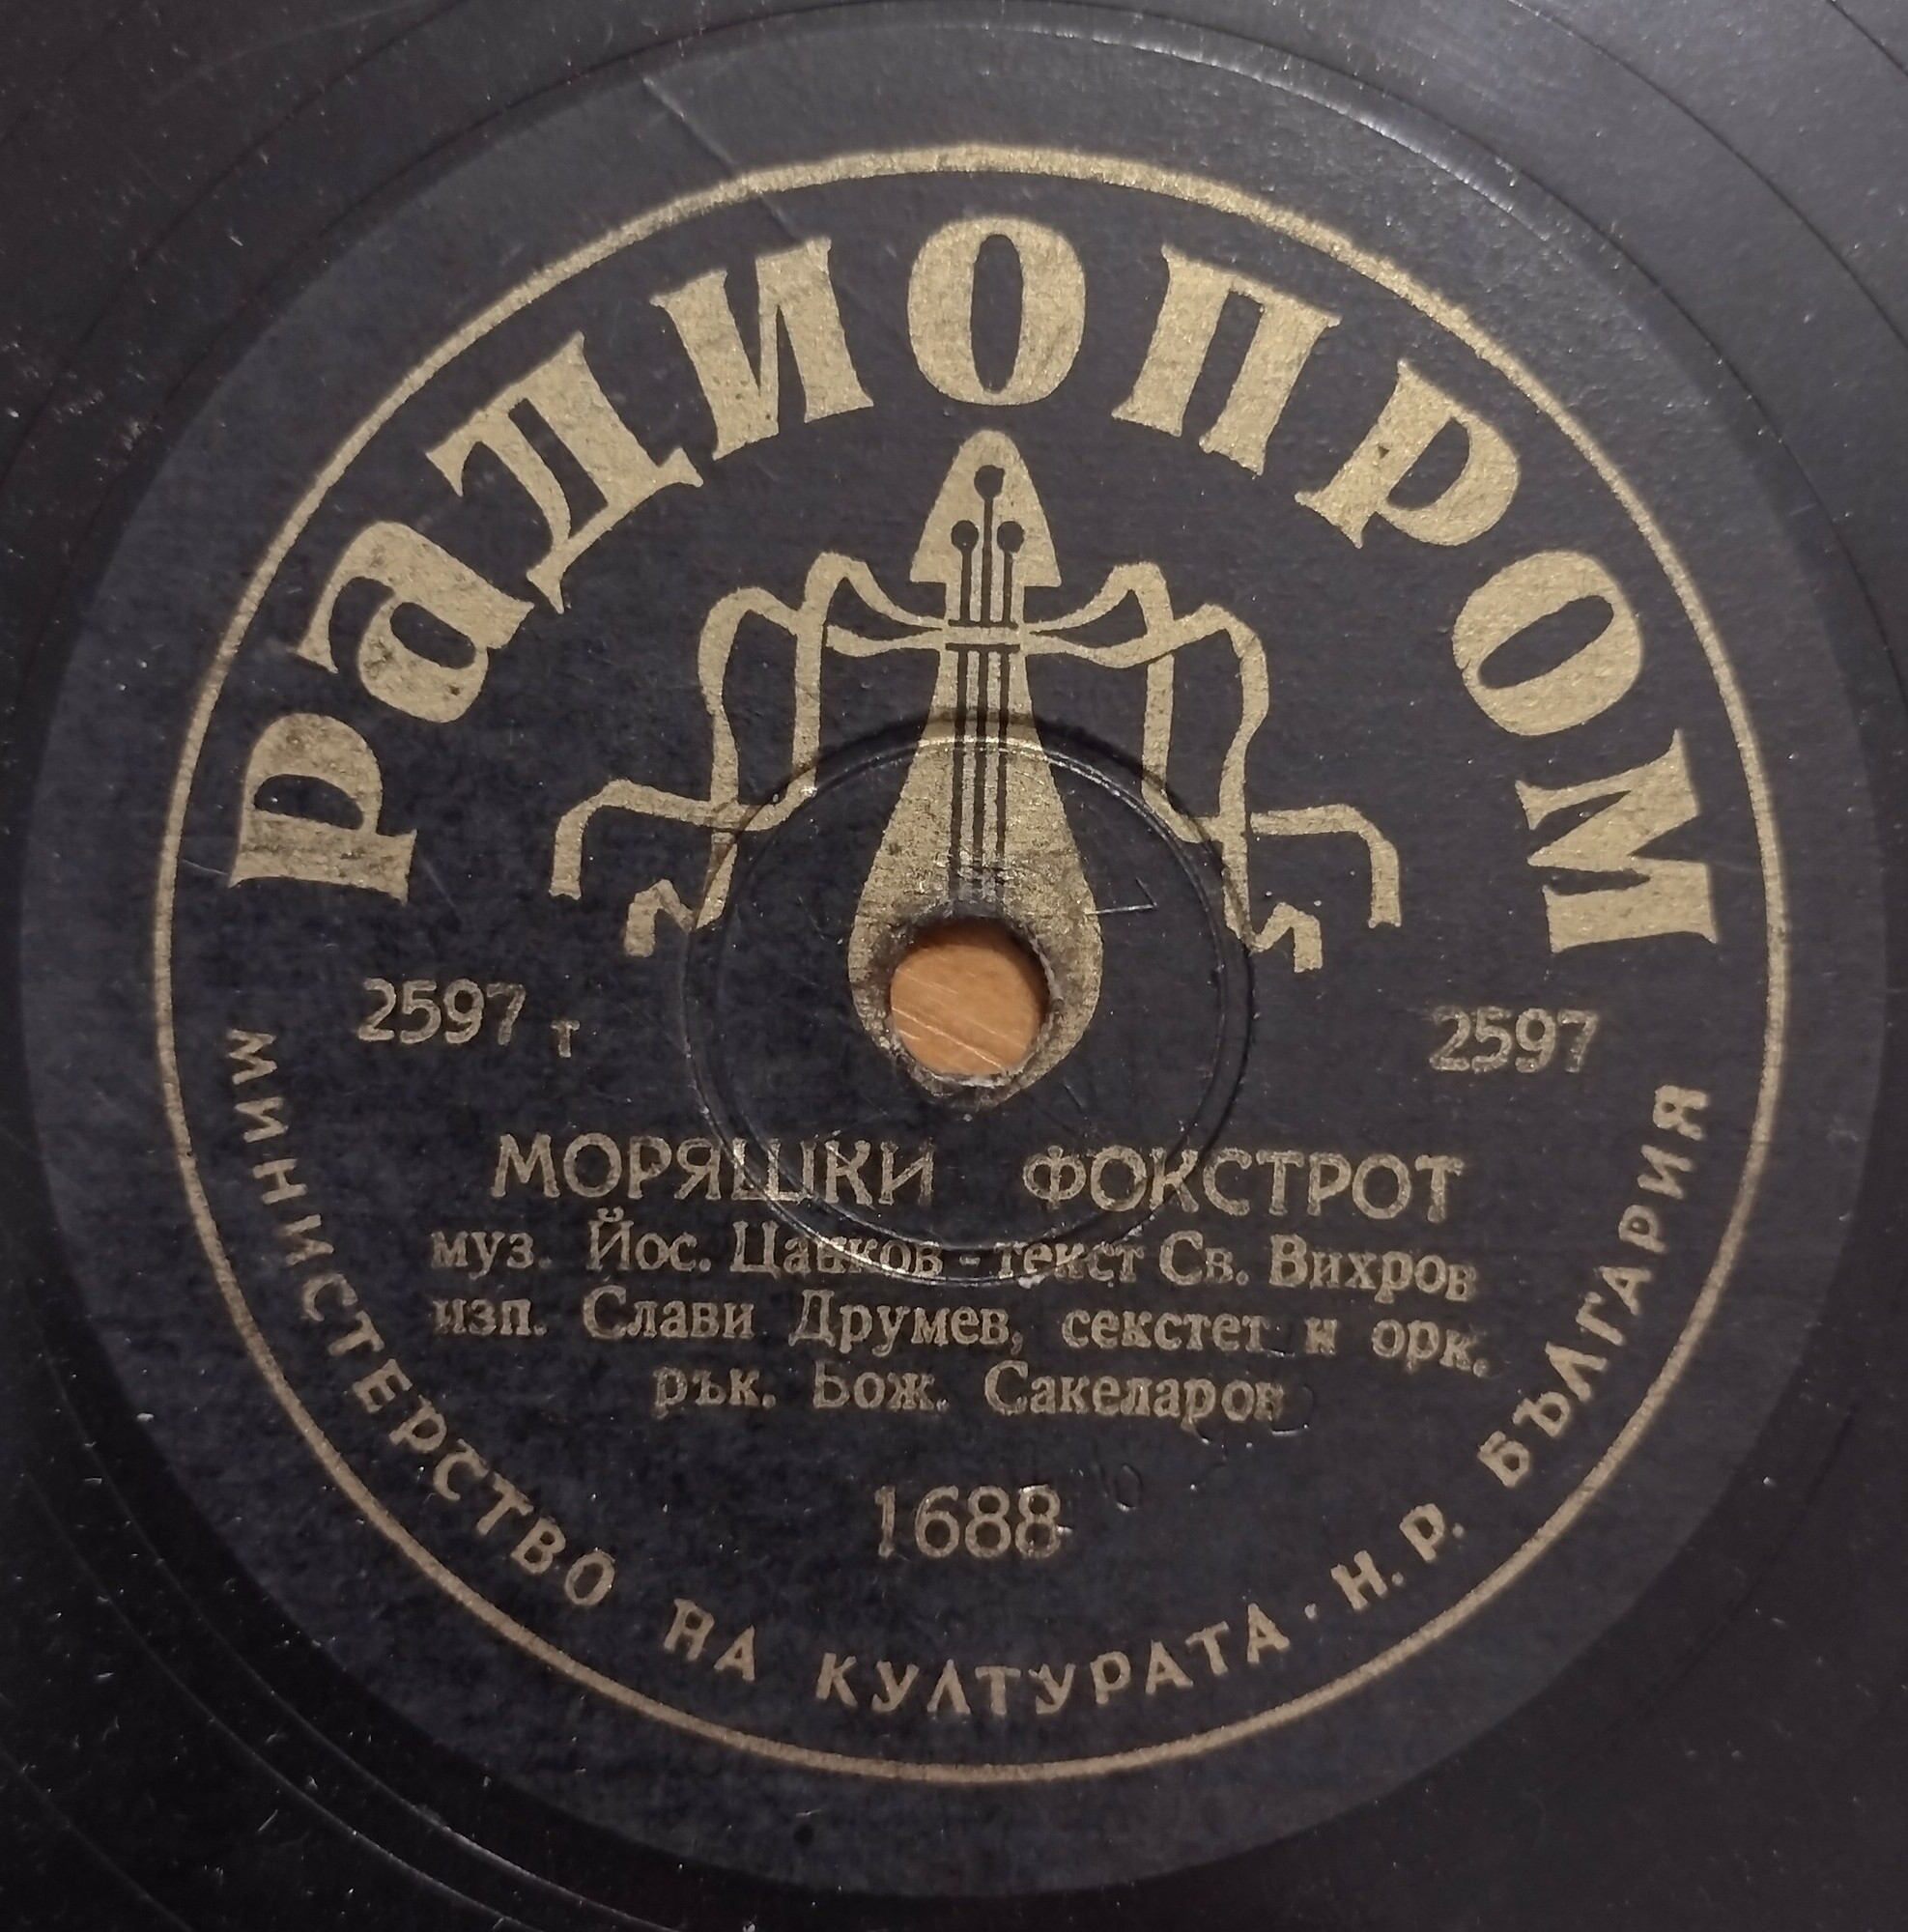 РАДИОПРОМ
2597 т
2597
МОРЯШКИ ФОКСТРОТ
муз. Йос. Цанков - текст Св. Вихров
изп. Слави Друмев, секстет и орк.
рък. Бож. Сакеларов
1688
МИНИСТЕРСТВО НА КУЛТУРАТА · Н. Р. БЪЛГАРИЯ